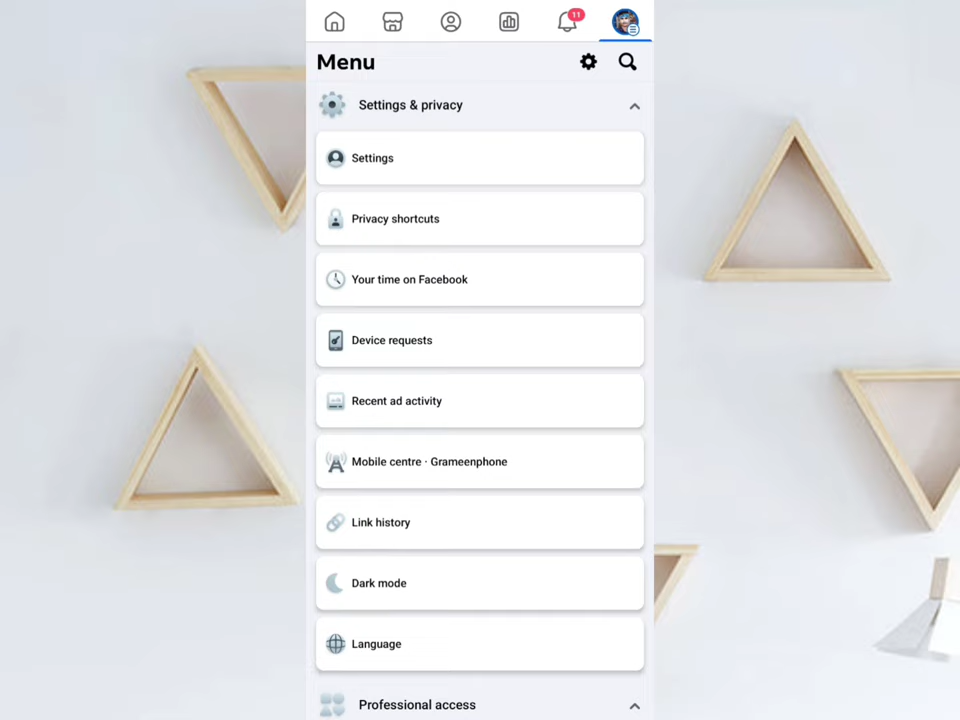 11
Menu
Settings & privacy
Settings
Privacy shortcuts
Your time on Facebook
Device requests
Recent ad activity
Mobile centre · Grameenphone
Link history
Dark mode
Language
Professional access